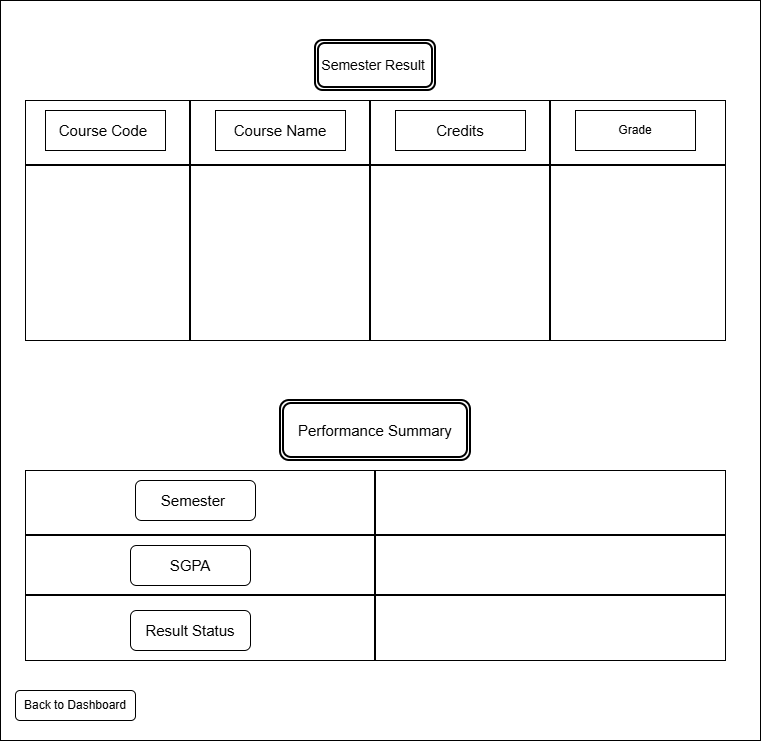 Semester Result
Course Code
Course Name
Credits
Grade
Performance Summary
Semester
SGPA
Result Status
Back to Dashboard